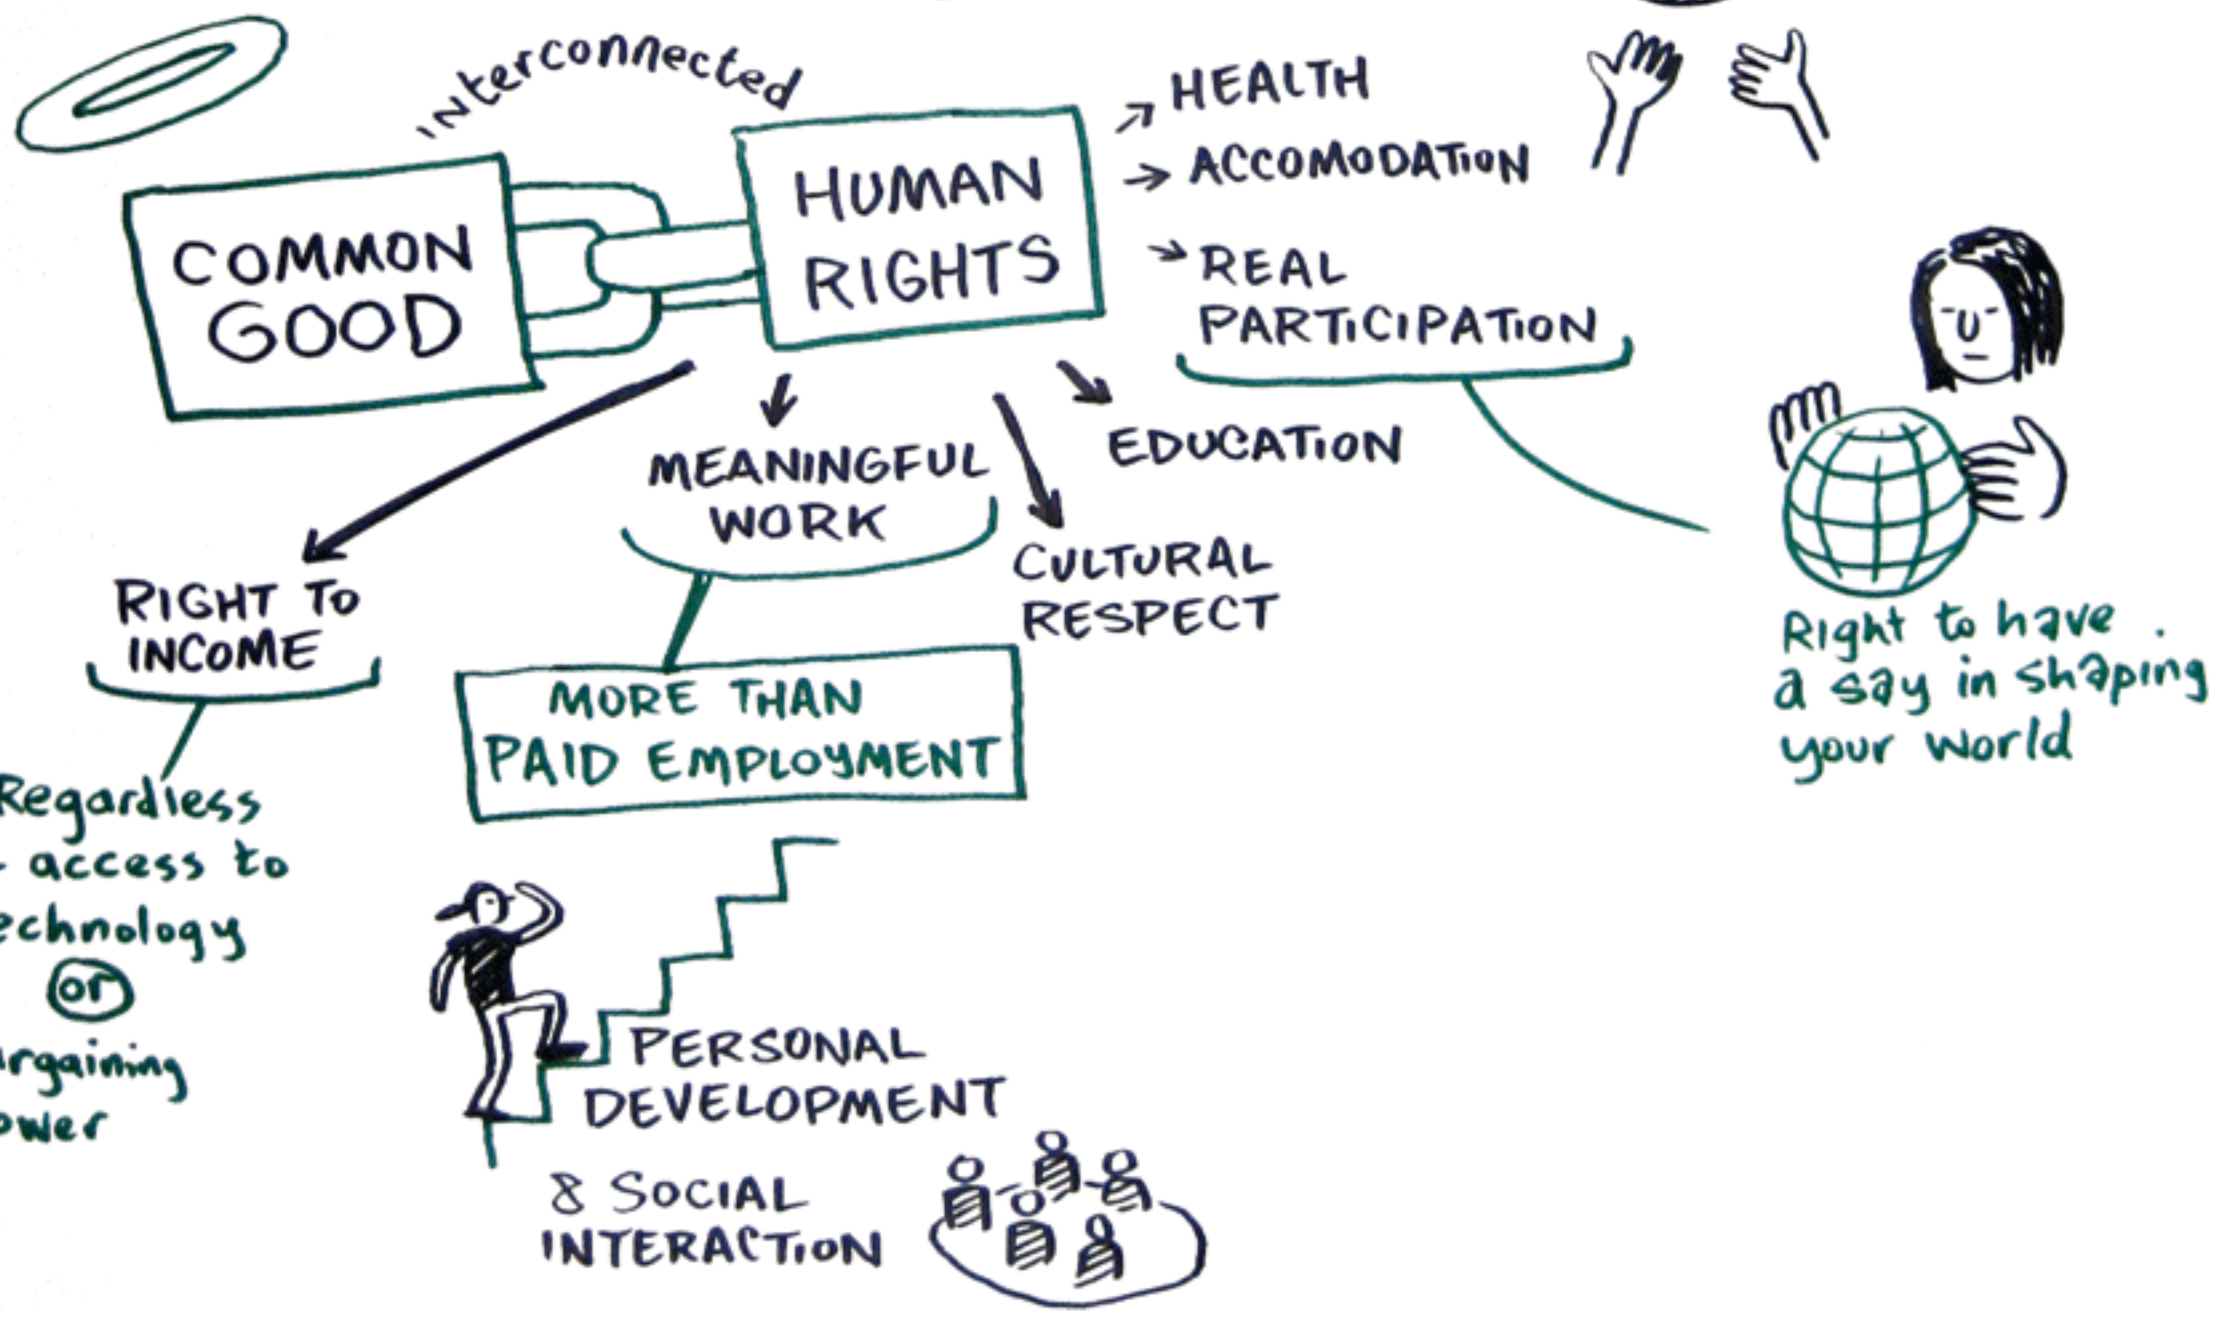 interconnected
COMMON
GOOD
HUMAN
RIGHTS
HEALTH
ACCOMODATION
REAL
PARTICIPATION
Right to have
a say in shaping
your world
EDUCATION
CULTURAL
RESPECT
MEANINGFUL
WORK
MORE THAN
PAID EMPLOYMENT
PERSONAL
DEVELOPMENT
& SOCIAL
INTERACTION
RIGHT TO
INCOME
Regardless
access to
echnology
or
rgaining
ower